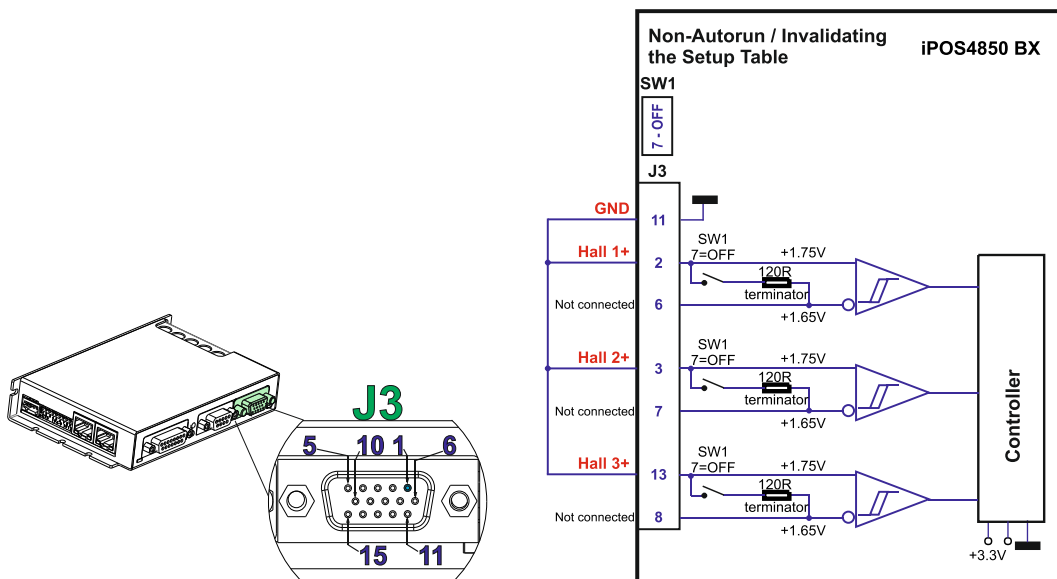 J3
5
10
1
6
15
11
Non-Autorun / Invalidating
the Setup Table
iPOS4850 BX
SW1
7 - OFF
J3
GND
11
Hall 1+
2
SW1
7=OFF
+1.75V
120R
terminator
Not connected
6
+1.65V
Hall 2+
3
SW1
7=OFF
+1.75V
120R
terminator
Not connected
7
+1.65V
Hall 3+
13
SW1
7=OFF
+1.75V
120R
terminator
Not connected
8
+1.65V
Controller
+3.3V